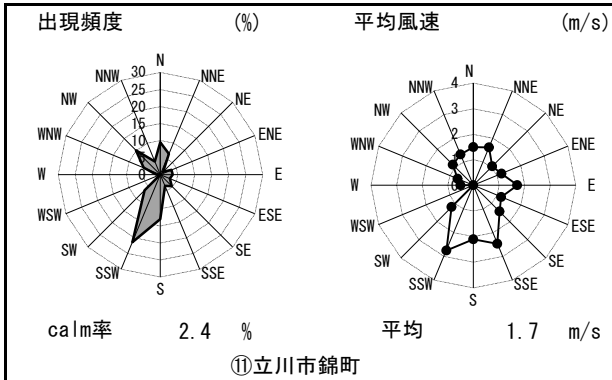 出現頻度 (%)
N
NNE
NE
ENE
E
ESE
SE
SSE
S
SSW
SW
WSW
W
WNW
NW
NNW
30
25
20
15
10
5
0
calm率 2.4 %
平均風速 (m/s)
N
NNE
NE
ENE
E
ESE
SE
SSE
S
SSW
SW
WSW
W
WNW
NW
NNW
4
3
2
1
0
平均 1.7 m/s
⑪立川市錦町